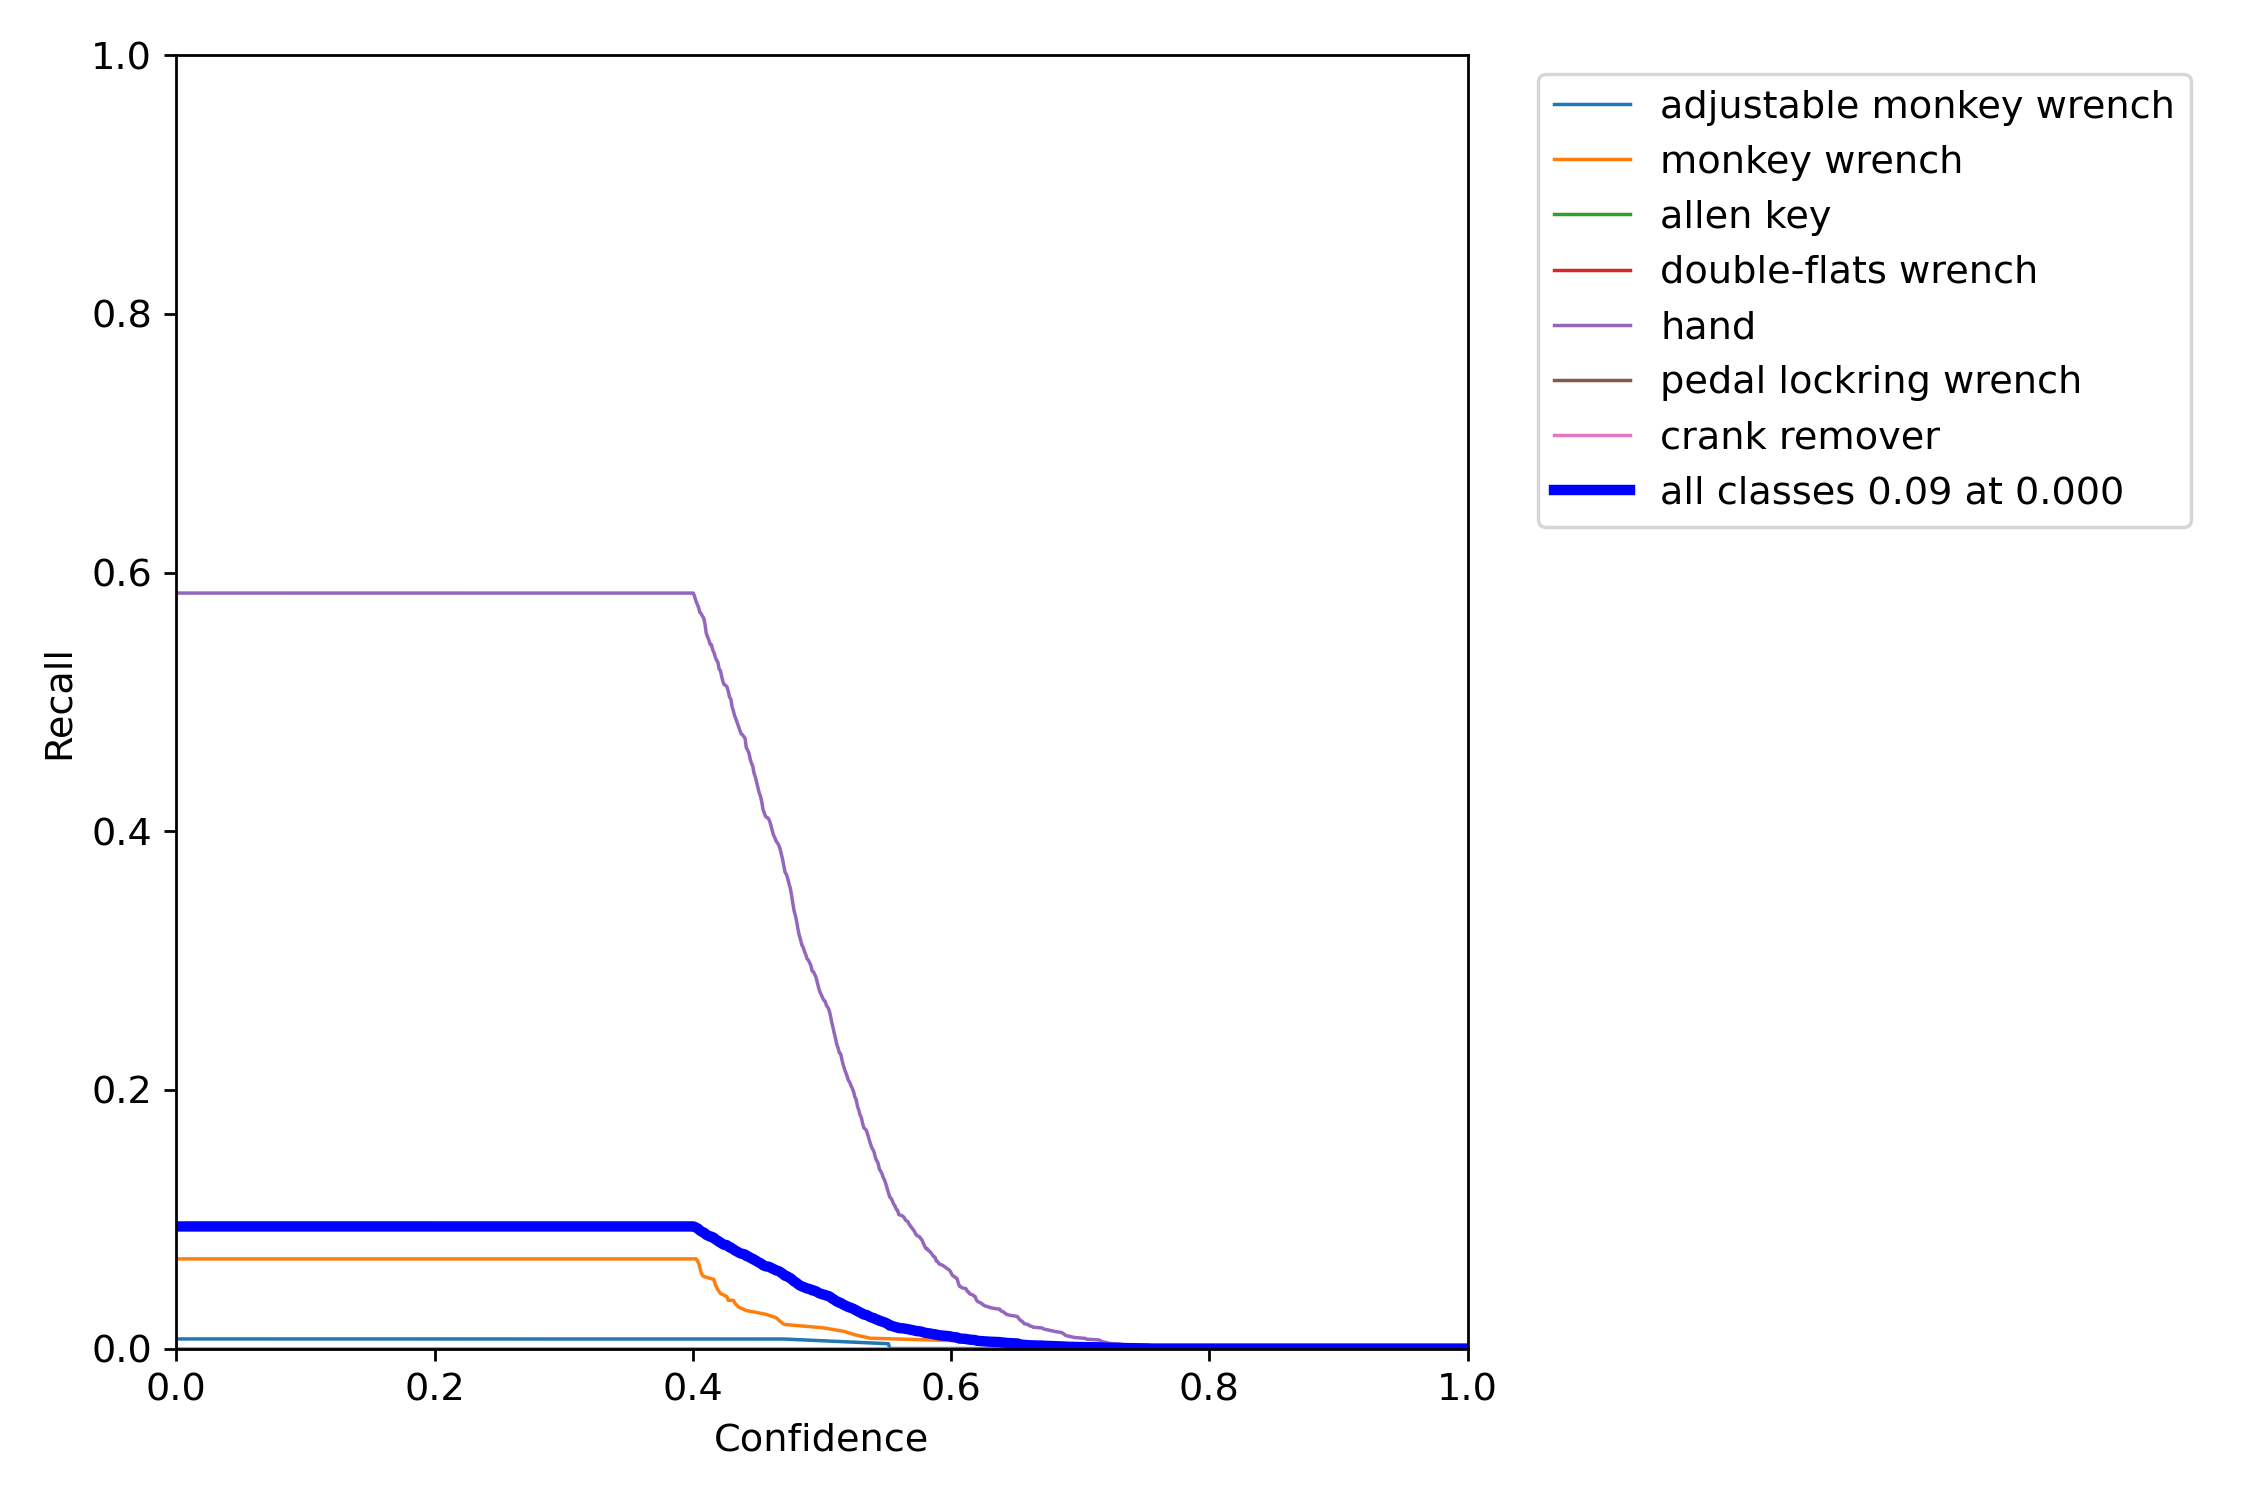 1.0
0.8
0.6
0.4
0.2
0.0
0.0 0.2 0.4 0.6 0.8 1.0
Recall
Confidence
adjustable monkey wrench
monkey wrench
allen key
double-flats wrench
hand
pedal lockring wrench
crank remover
all classes 0.09 at 0.000